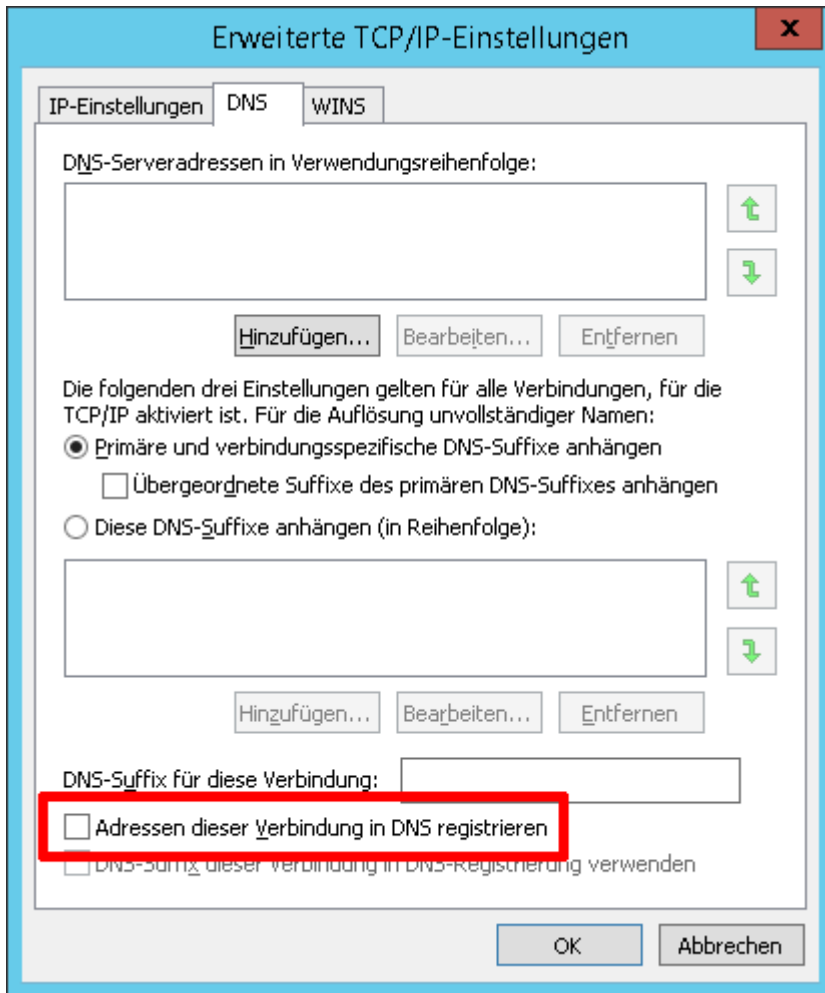 Erweiterte TCP/IP-Einstellungen
x
IP-Einstellungen DNS WINS
DNS-Serveradressen in Verwendungsreihenfolge:
Hinzufügen... Bearbeiten... Entfernen
Die folgenden drei Einstellungen gelten für alle Verbindungen, für die
TCP/IP aktiviert ist. Für die Auflösung unvollständiger Namen:
Primäre und verbindungsspezifische DNS-Suffixe anhängen
Übergeordnete Suffixe des primären DNS-Suffixes anhängen
Diese DNS-Suffixe anhängen (in Reihenfolge):
Hinzufügen... Bearbeiten... Entfernen
DNS-Suffix für diese Verbindung:
Adressen dieser Verbindung in DNS registrieren
DNS-Suffix dieser Verbindung in DNS-Registrierung verwenden
OK Abbrechen